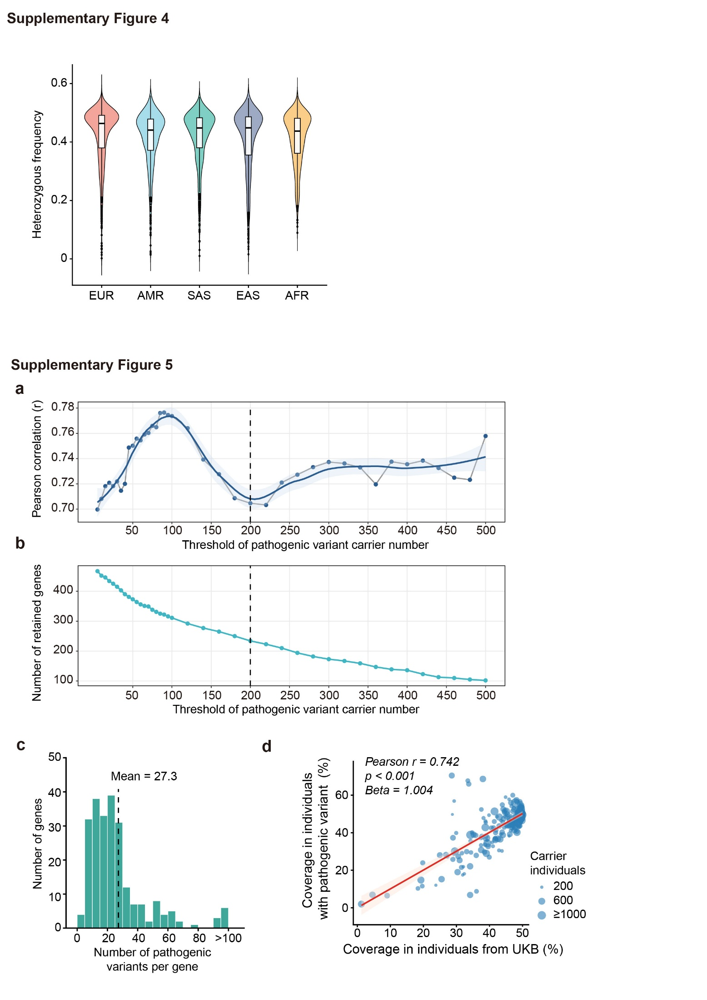 Supplementary Figure 4
Heterozygous frequency
0.6
0.4
0.2
0
EUR AMR SAS EAS AFR
Supplementary Figure 5
a
Pearson correlation (r)
0.78
0.76
0.74
0.72
0.70
50 100 150 200 250 300 350 400 450 500
Threshold of pathogenic variant carrier number
b
Number of retained genes
400
300
200
100
50 100 150 200 250 300 350 400 450 500
Threshold of pathogenic variant carrier number
c
Number of genes
50
40
30
20
10
0
Mean = 27.3
0 20 40 60 80 >100
Number of pathogenic
variants per gene
d
Coverage in individuals
with pathogenic variant (%)
Pearson r = 0.742
p < 0.001
Beta = 1.004
60
40
20
0
0 10 20 30 40 50
Coverage in individuals from UKB (%)
Carrier
individuals
200
600
≥1000